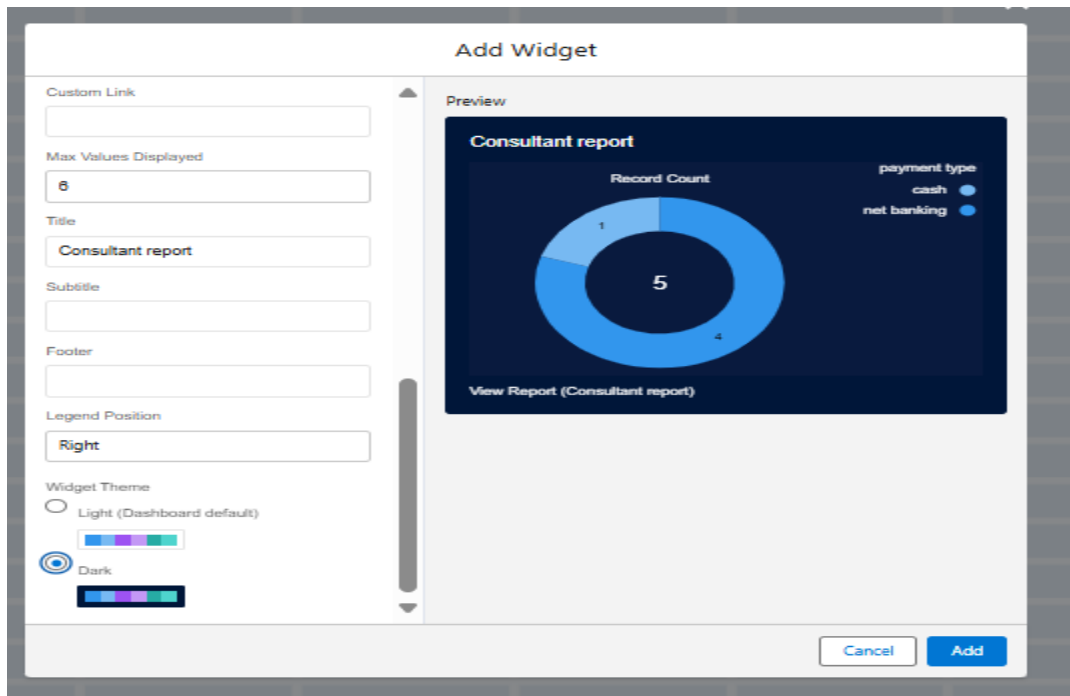 Add Widget
Custom Link
Max Values Displayed
6
Title
Consultant report
Subtitle
Footer
Legend Position
Right
Widget Theme
Light (Dashboard default)
Dark
Preview
Consultant report
Record Count
payment type
cash
net banking
1
5
4
View Report (Consultant report)
Cancel
Add